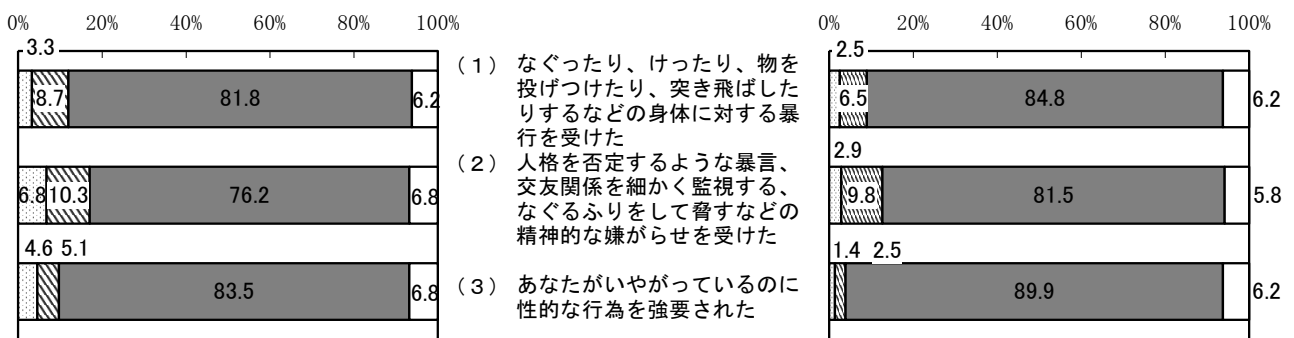 0% 20% 40% 60% 80% 100%
3.3
8.7 81.8 6.2
6.8 10.3 76.2 6.8
4.6 5.1
83.5 6.8
(1) なぐったり、けったり、物を
投げつけたり、突き飛ばした
りするなどの身体に対する暴
行を受けた
(2) 人格を否定するような暴言、
交友関係を細かく監視する、
なぐるふりをして脅すなどの
精神的な嫌がらせを受けた
(3) あなたがいやがっているのに
性的な行為を強要された
0% 20% 40% 60% 80% 100%
2.5
6.5 84.8 6.2
2.9
9.8 81.5 5.8
1.4 2.5
89.9 6.2